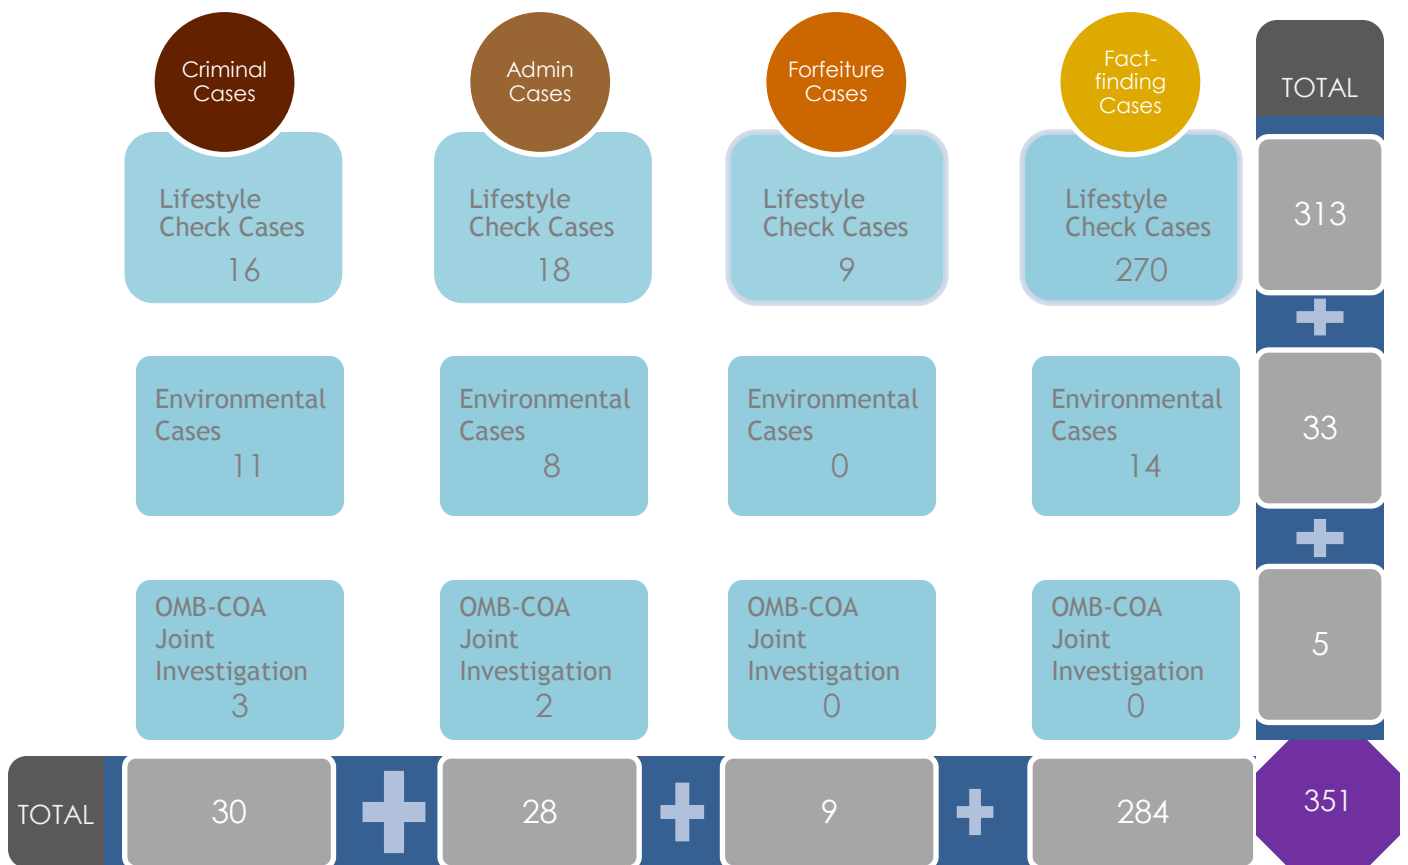 Criminal
Cases
Admin
Cases
Forfeiture
Cases
Fact-
finding
Cases
TOTAL
Lifestyle
Check Cases
16
Lifestyle
Check Cases
18
Lifestyle
Check Cases
9
Lifestyle
Check Cases
270
313
Environmental
Cases
11
Environmental
Cases
8
Environmental
Cases
0
Environmental
Cases
14
33
OMB-COA
Joint
Investigation
3
OMB-COA
Joint
Investigation
2
OMB-COA
Joint
Investigation
0
OMB-COA
Joint
Investigation
0
5
TOTAL
30
28
9
284
351